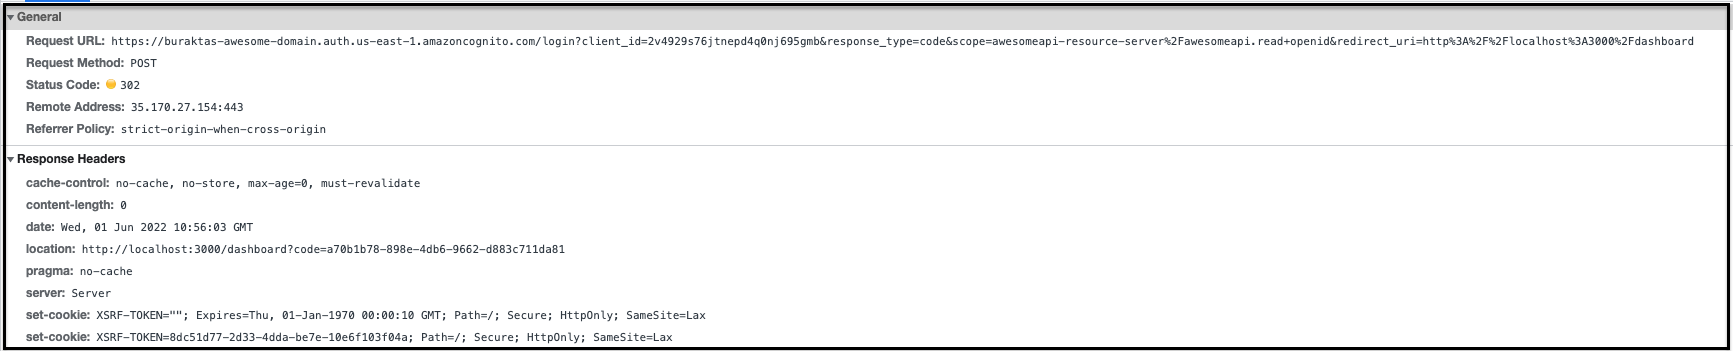 General
Request URL: https://buraktas-awesome-domain.auth.us-east-1.amazoncognito.com/login?client_id=2v4929s76jtnepd4q0nj695gmb&response_type=code&scope=awesomeapi-resource-server%2Fawesomeapi.read+openid&redirect_uri=http%3A%2F%2Flocalhost%3A3000%2Fdashboard
Request Method: POST
Status Code: 302
Remote Address: 35.170.27.154:443
Referrer Policy: strict-origin-when-cross-origin
Response Headers
cache-control: no-cache, no-store, max-age=0, must-revalidate
content-length: 0
date: Wed, 01 Jun 2022 10:56:03 GMT
location: http://localhost:3000/dashboard?code=a70b1b78-898e-4db6-9662-d883c711da81
pragma: no-cache
server: Server
set-cookie: XSRF-TOKEN=""; Expires=Thu, 01-Jan-1970 00:00:10 GMT; Path=/; Secure; HttpOnly; SameSite=Lax
set-cookie: XSRF-TOKEN=8dc51d77-2d33-4dda-be7e-10e6f103f04a; Path=/; Secure; HttpOnly; SameSite=Lax